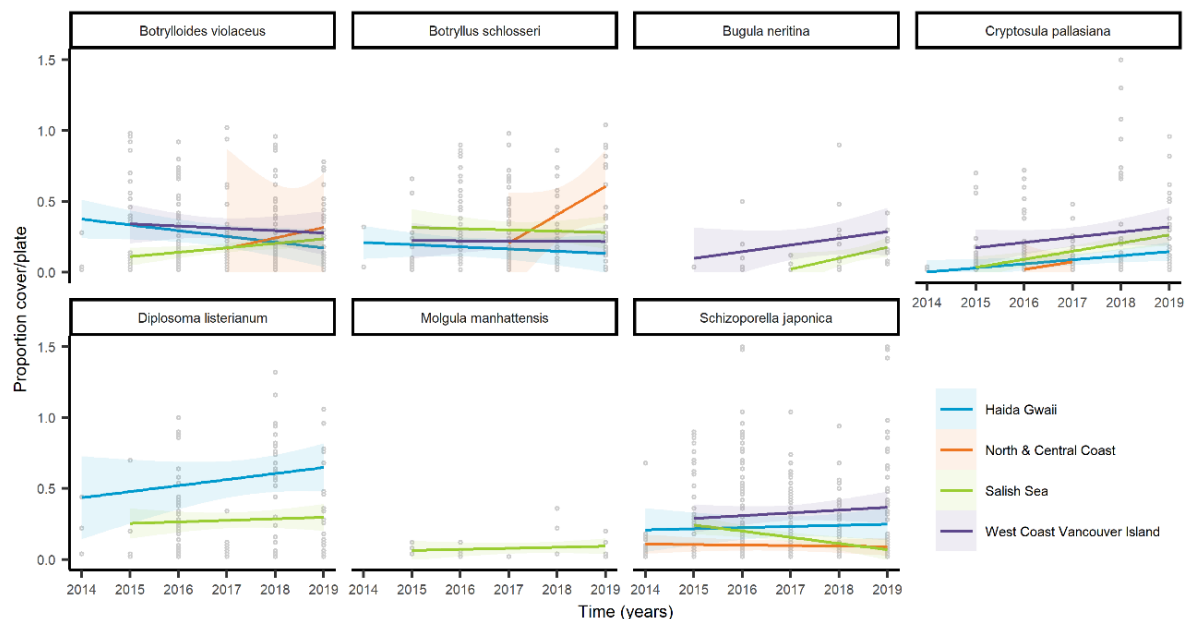 Botrylloides violaceus
Botryllus schlosseri
Bugula neritina
Cryptosula pallasiana
1.5
1.0
0.5
0.0
2014 2015 2016 2017 2018 2019
Diplosoma listerianum
Molgula manhattensis
Schizoporella japonica
1.5
1.0
0.5
0.0
2014 2015 2016 2017 2018 2019
2014 2015 2016 2017 2018 2019
2014 2015 2016 2017 2018 2019
Proportion cover/plate
Time (years)
Haida Gwaii
North & Central Coast
Salish Sea
West Coast Vancouver Island